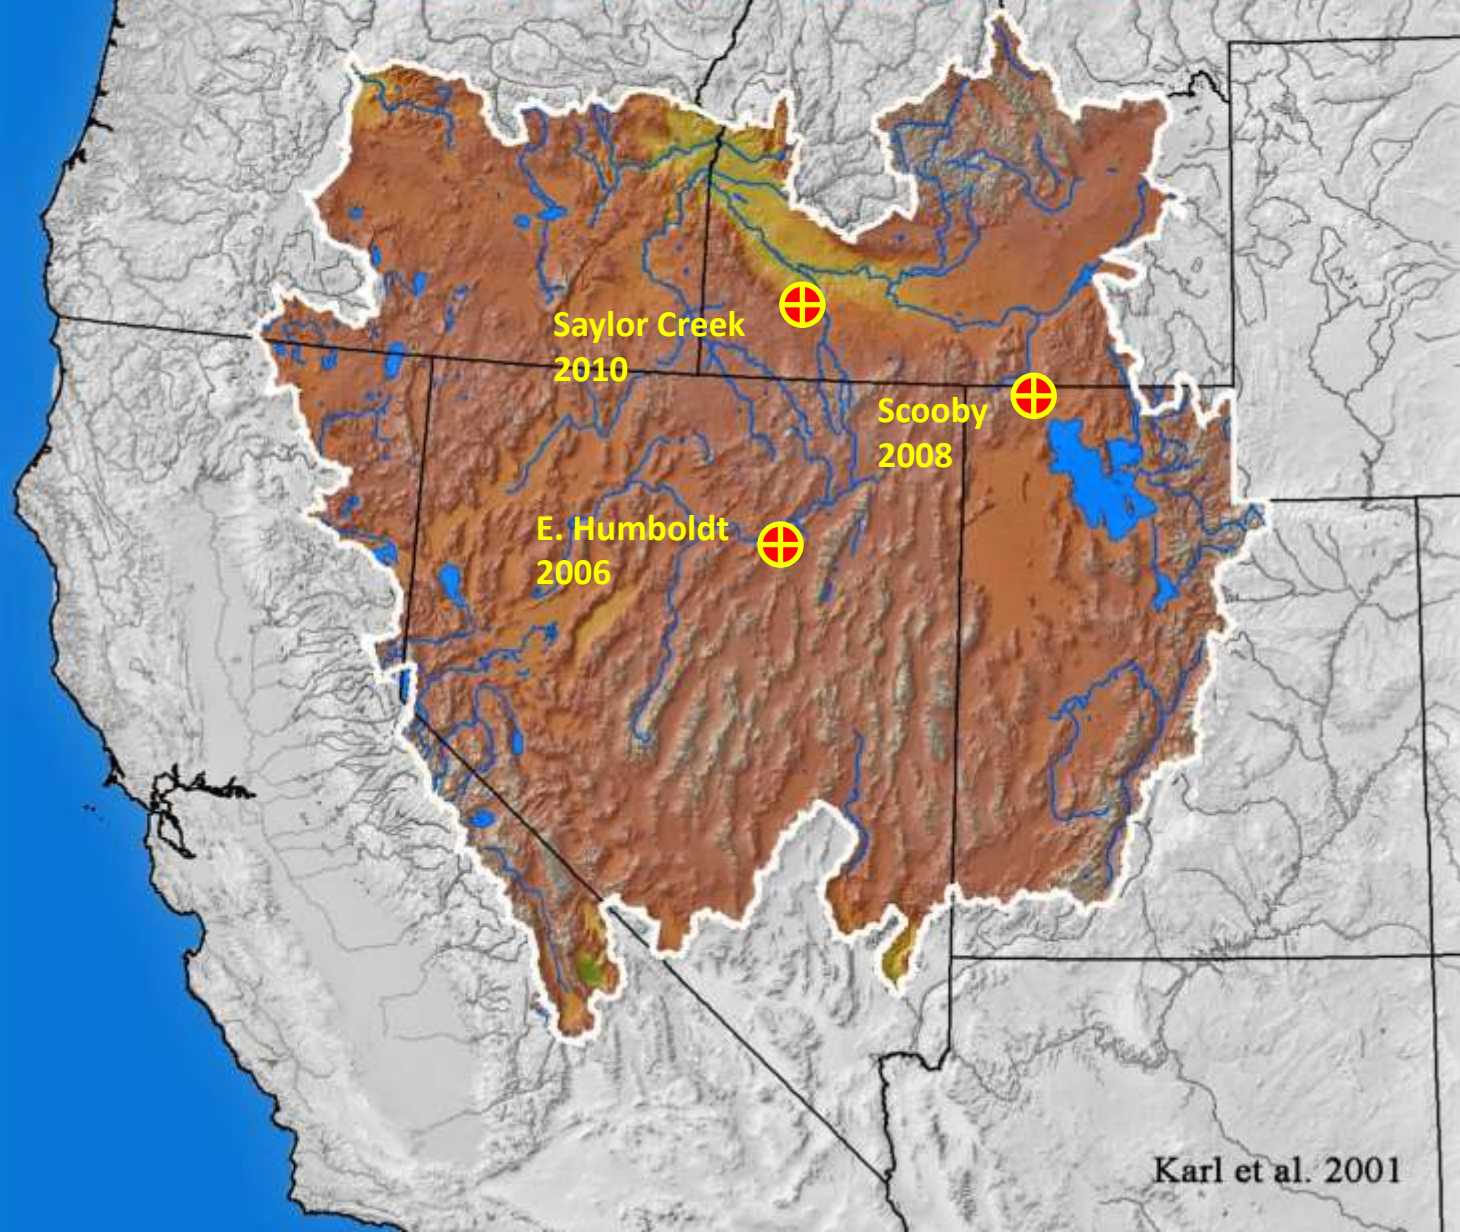 Saylor Creek
2010
Scooby
2008
E. Humboldt
2006
Karl et al. 2001